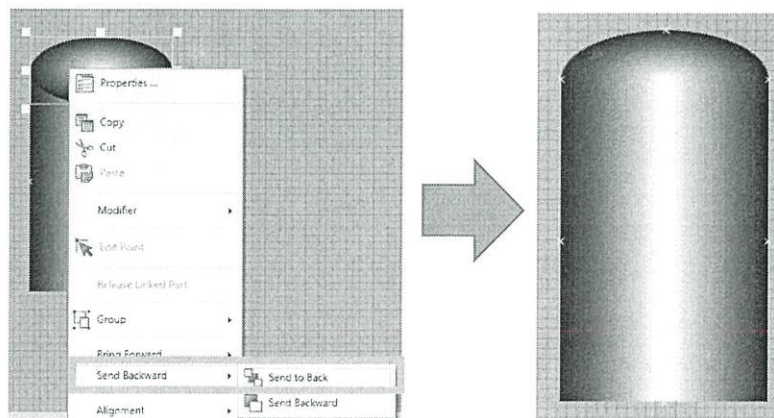 Properties ...
Copy
Cut
Paste
Modifier
Edit Point
Release Linked Part
Group
Bring Forward
Send Backward
Send to Back
Alignment
Send Backward